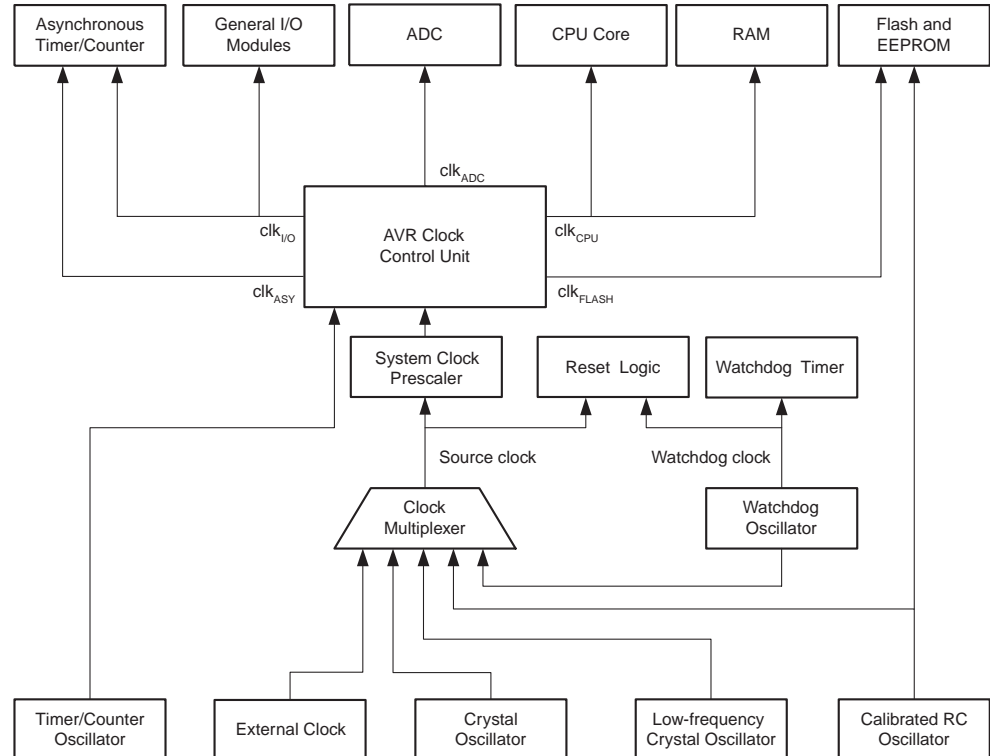 Asynchronous
Timer/Counter
General I/O
Modules
ADC
CPU Core
RAM
Flash and
EEPROM
clkADC
clkI/O
AVR Clock
Control Unit
clkCPU
clkASY
clkFLASH
System Clock
Prescaler
Reset Logic
Watchdog Timer
Source clock
Watchdog clock
Clock
Multiplexer
Watchdog
Oscillator
Timer/Counter
Oscillator
External Clock
Crystal
Oscillator
Low-frequency
Crystal Oscillator
Calibrated RC
Oscillator